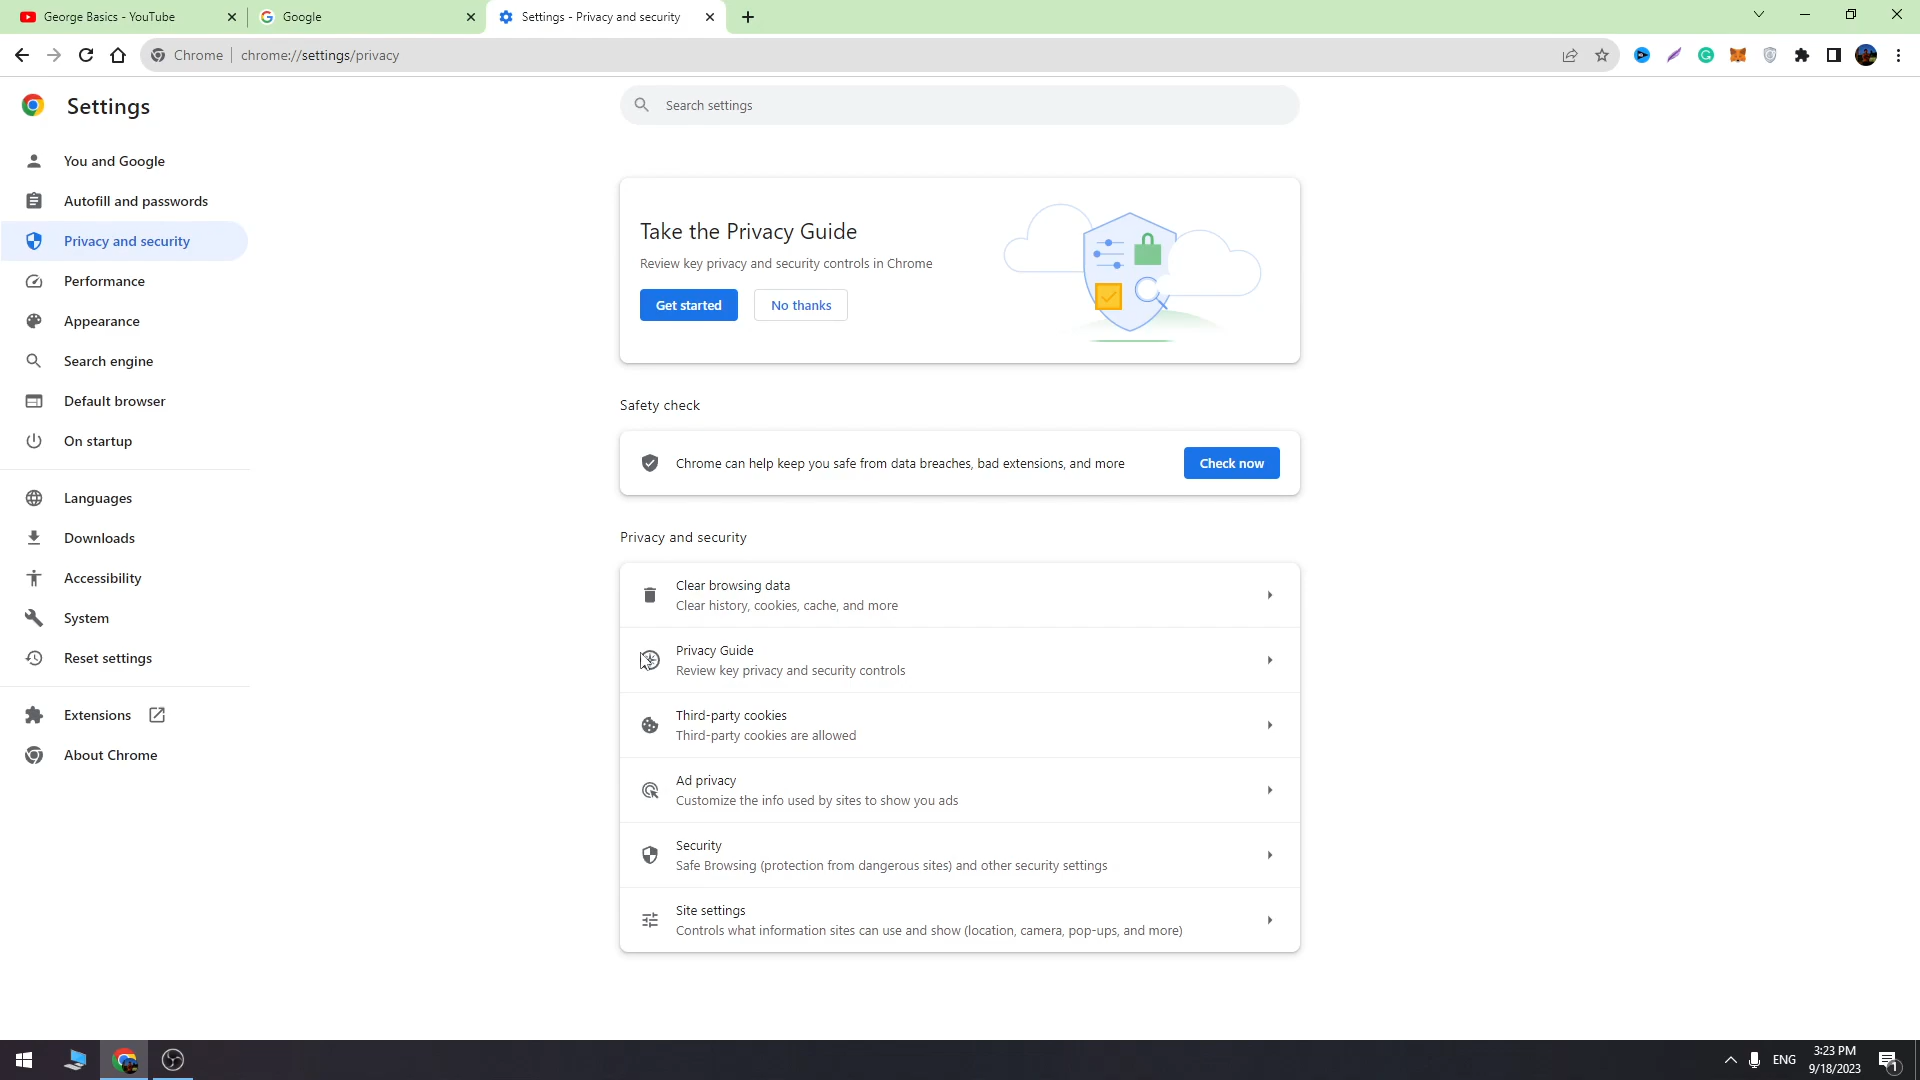 George Basics - YouTube
Google
Settings - Privacy and security
Chrome
chrome://settings/privacy
Settings
Search settings
You and Google
Autofill and passwords
Privacy and security
Performance
Appearance
Search engine
Default browser
On startup
Languages
Downloads
Accessibility
System
Reset settings
Extensions
About Chrome
Take the Privacy Guide
Review key privacy and security controls in Chrome
Get started
No thanks
Safety check
Chrome can help keep you safe from data breaches, bad extensions, and more
Check now
Privacy and security
Clear browsing data
Clear history, cookies, cache, and more
Privacy Guide
Review key privacy and security controls
Third-party cookies
Third-party cookies are allowed
Ad privacy
Customize the info used by sites to show you ads
Security
Safe Browsing (protection from dangerous sites) and other security settings
Site settings
Controls what information sites can use and show (location, camera, pop-ups, and more)
ENG
3:23 PM
9/18/2023
1